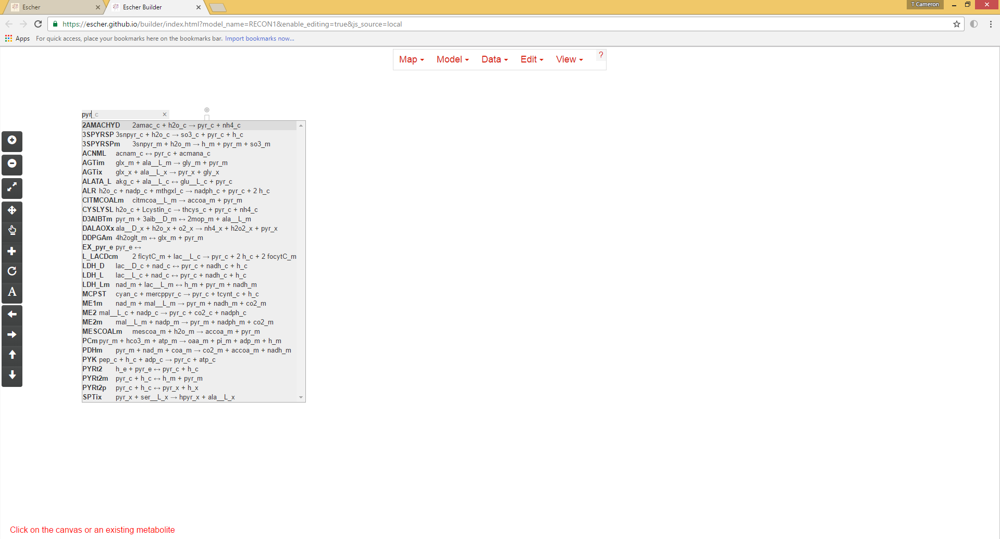 Escher
Escher Builder
T Cameron
https://escher.github.io/builder/index.html?model_name=RECON1&enable_editing=true&js_source=local
Apps For quick access, place your bookmarks here on the bookmarks bar. Import bookmarks now...
Map Model Data Edit View ?
pyr_c ×
2AMACHYD 2amac_c + h2o_c → pyr_c + nh4_c
3SPYRSP 3snpyr_c + h2o_c → so3_c + pyr_c + h_c
3SPYRSPm 3snpyr_m + h2o_m → h_m + pyr_m + so3_m
ACNML acnam_c ↔ pyr_c + acmana_c
AGTim glx_m + ala__L_m → gly_m + pyr_m
AGTix glx_x + ala__L_x → pyr_x + gly_x
ALATA_L akg_c + ala__L_c ↔ glu__L_c + pyr_c
ALR h2o_c + nadp_c + mthgxl_c → nadph_c + pyr_c + 2 h_c
CITMCOALm citmcoa__L_m → accoa_m + pyr_m
CYSLYSL h2o_c + Lcystin_c → thcys_c + pyr_c + nh4_c
D3AIBTm pyr_m + 3aib__D_m ↔ 2mop_m + ala__L_m
DALAOXx ala__D_x + h2o_x + o2_x → nh4_x + h2o2_x + pyr_x
DDPGAm 4h2oglt_m ↔ glx_m + pyr_m
EX_pyr_e pyr_e ↔
L_LACDcm 2 ficytC_m + lac__L_c → pyr_c + 2 h_c + 2 focytC_m
LDH_D lac__D_c + nad_c ↔ pyr_c + nadh_c + h_c
LDH_L lac__L_c + nad_c ↔ pyr_c + nadh_c + h_c
LDH_Lm nad_m + lac__L_m ↔ h_m + pyr_m + nadh_m
MCPST cyan_c + mercppyr_c → pyr_c + tcynt_c + h_c
ME1m nad_m + mal__L_m → pyr_m + nadh_m + co2_m
ME2 mal__L_c + nadp_c → pyr_c + co2_c + nadph_c
ME2m mal__L_m + nadp_m → pyr_m + nadph_m + co2_m
MESCOALm mescoa_m + h2o_m → accoa_m + pyr_m
PCm pyr_m + hco3_m + atp_m → oaa_m + pi_m + adp_m + h_m
PDHm pyr_m + nad_m + coa_m → co2_m + accoa_m + nadh_m
PYK pep_c + h_c + adp_c → pyr_c + atp_c
PYRt2 h_e + pyr_e ↔ pyr_c + h_c
PYRt2m pyr_c + h_c ↔ h_m + pyr_m
PYRt2p pyr_c + h_c ↔ pyr_x + h_x
SPTix pyr_x + ser__L_x → hpyr_x + ala__L_x
A
Click on the canvas or an existing metabolite